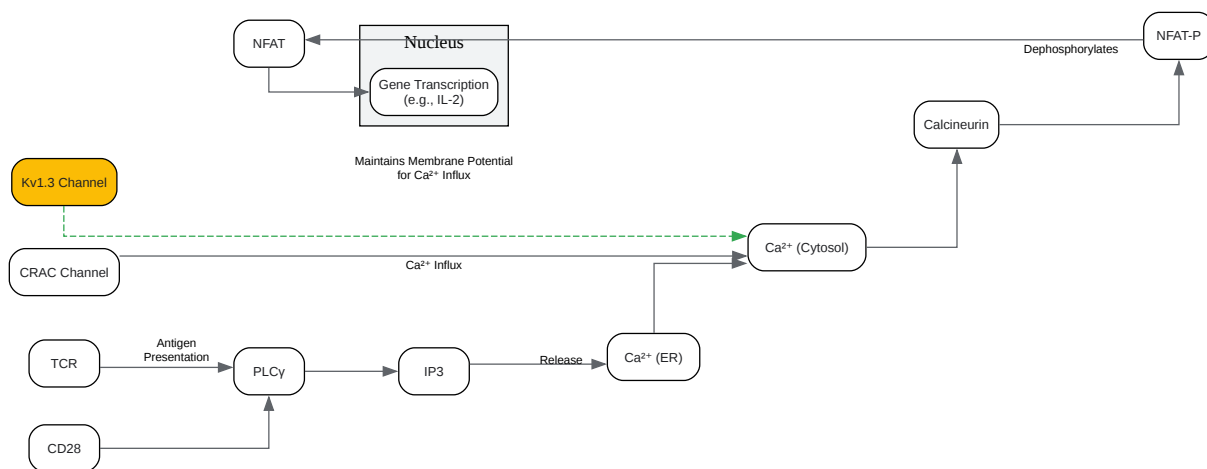 NFAT
Nucleus
NFAT-P
Dephosphorylates
Gene Transcription
(e.g., IL-2)
Calcineurin
Maintains Membrane Potential
for Ca²⁺ Influx
Kv1.3 Channel
Ca²⁺ (Cytosol)
CRAC Channel
Ca²⁺ Influx
Antigen
Presentation
TCR
PLCγ
IP3
Release
Ca²⁺ (ER)
CD28